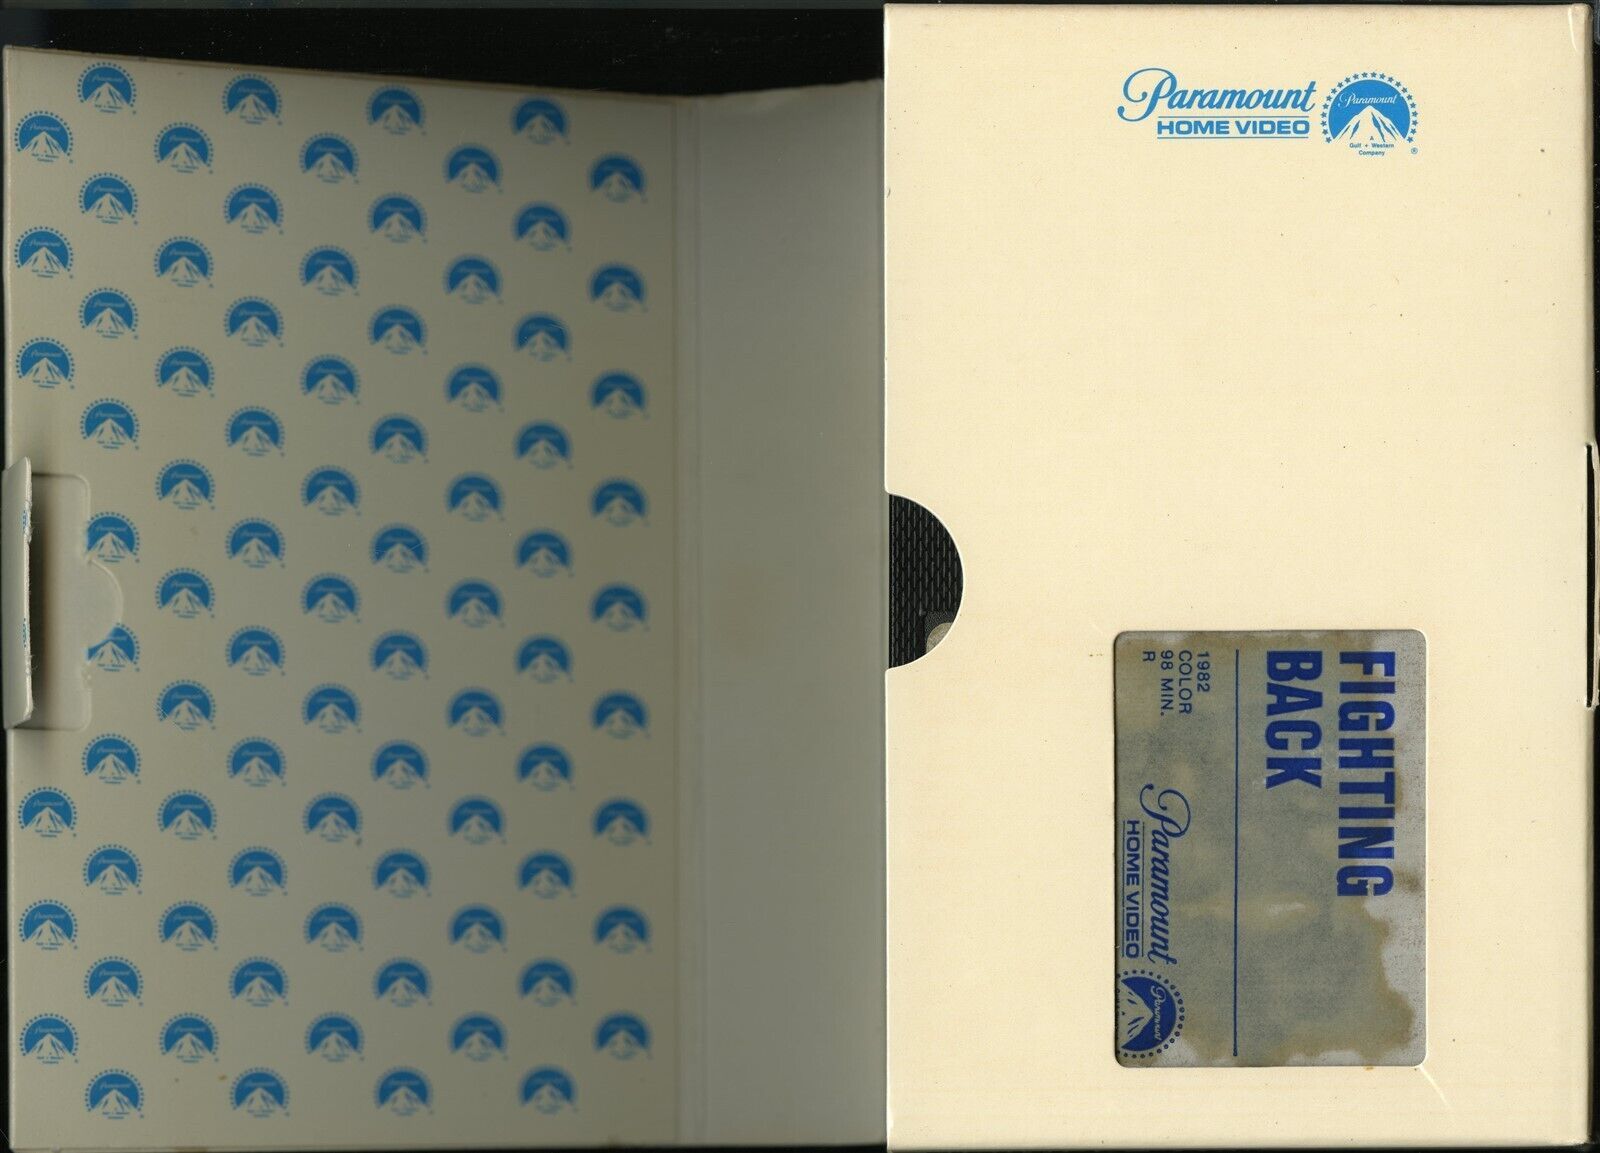 Paramount
HOME VIDEO
Paramount
A
Gulf + Western
Company
®
FIGHTING
BACK
1982
COLOR
98 MIN.
R
Paramount
HOME VIDEO
Paramount